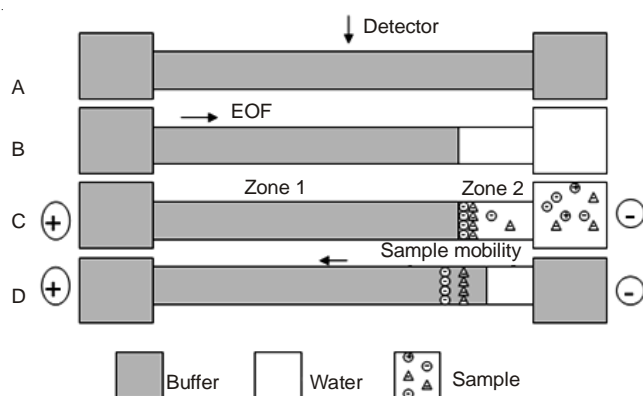 Detector
A
EOF
B
Zone 1 Zone 2
C + -
Sample mobility
D + -
Buffer Water Sample